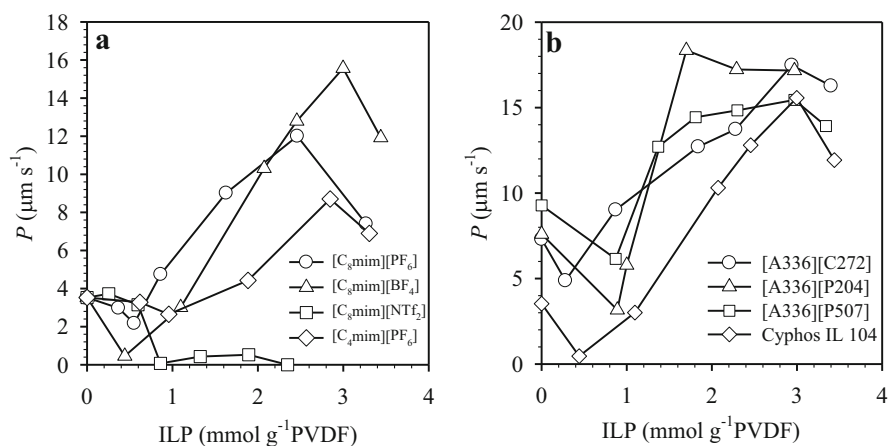 a
18
16
14
12
10
8
6
4
2
0
P (μm s⁻¹)
[C₈mim][PF₆]
[C₈mim][BF₄]
[C₈mim][NTf₂]
[C₄mim][PF₆]
0 1 2 3 4
ILP (mmol g⁻¹PVDF)
b
20
15
10
5
0
P (μm s⁻¹)
[A336][C272]
[A336][P204]
[A336][P507]
Cyphos IL 104
0 1 2 3 4
ILP (mmol g⁻¹PVDF)